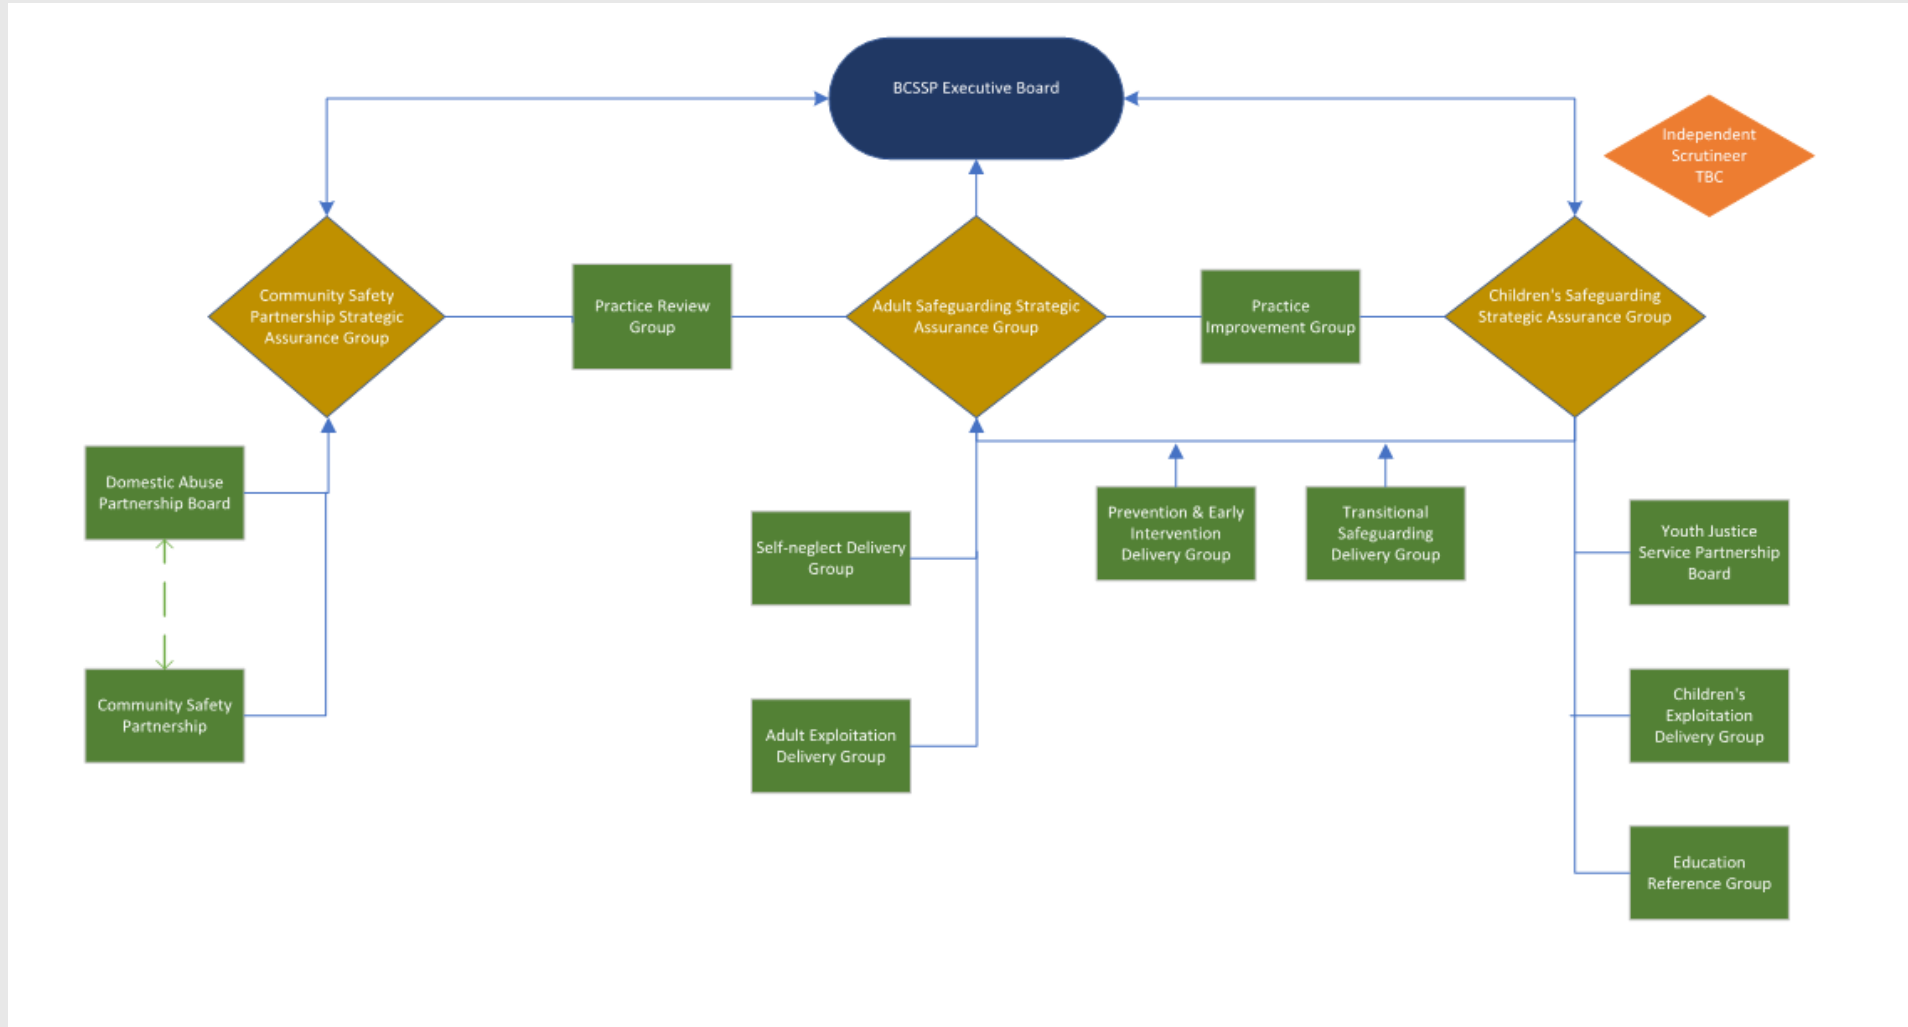 BCSSP Executive Board
Independent
Scrutineer
TBC
Community Safety
Partnership Strategic
Assurance Group
Practice Review
Group
Adult Safeguarding Strategic
Assurance Group
Practice
Improvement Group
Children's Safeguarding
Strategic Assurance Group
Domestic Abuse
Partnership Board
Self-neglect Delivery
Group
Prevention & Early
Intervention
Delivery Group
Transitional
Safeguarding
Delivery Group
Youth Justice
Service Partnership
Board
Community Safety
Partnership
Adult Exploitation
Delivery Group
Children's
Exploitation
Delivery Group
Education
Reference Group